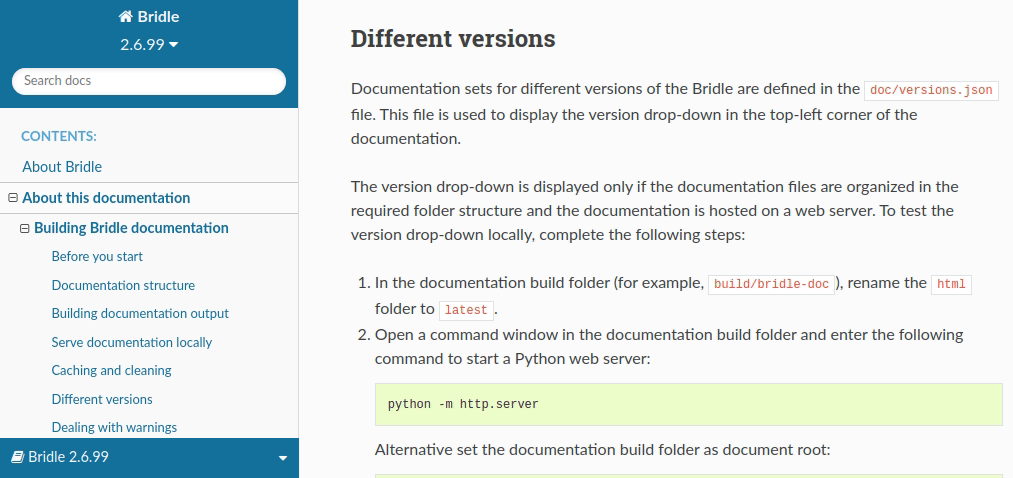 Bridle
2.6.99
Search docs
CONTENTS:
About Bridle
About this documentation
Building Bridle documentation
Before you start
Documentation structure
Building documentation output
Serve documentation locally
Caching and cleaning
Different versions
Dealing with warnings
Bridle 2.6.99
Different versions
Documentation sets for different versions of the Bridle are defined in the doc/versions.json
file. This file is used to display the version drop-down in the top-left corner of the
documentation.
The version drop-down is displayed only if the documentation files are organized in the
required folder structure and the documentation is hosted on a web server. To test the
version drop-down locally, complete the following steps:
1. In the documentation build folder (for example, build/bridle-doc), rename the html
folder to latest.
2. Open a command window in the documentation build folder and enter the following
command to start a Python web server:
python -m http.server
Alternative set the documentation build folder as document root: